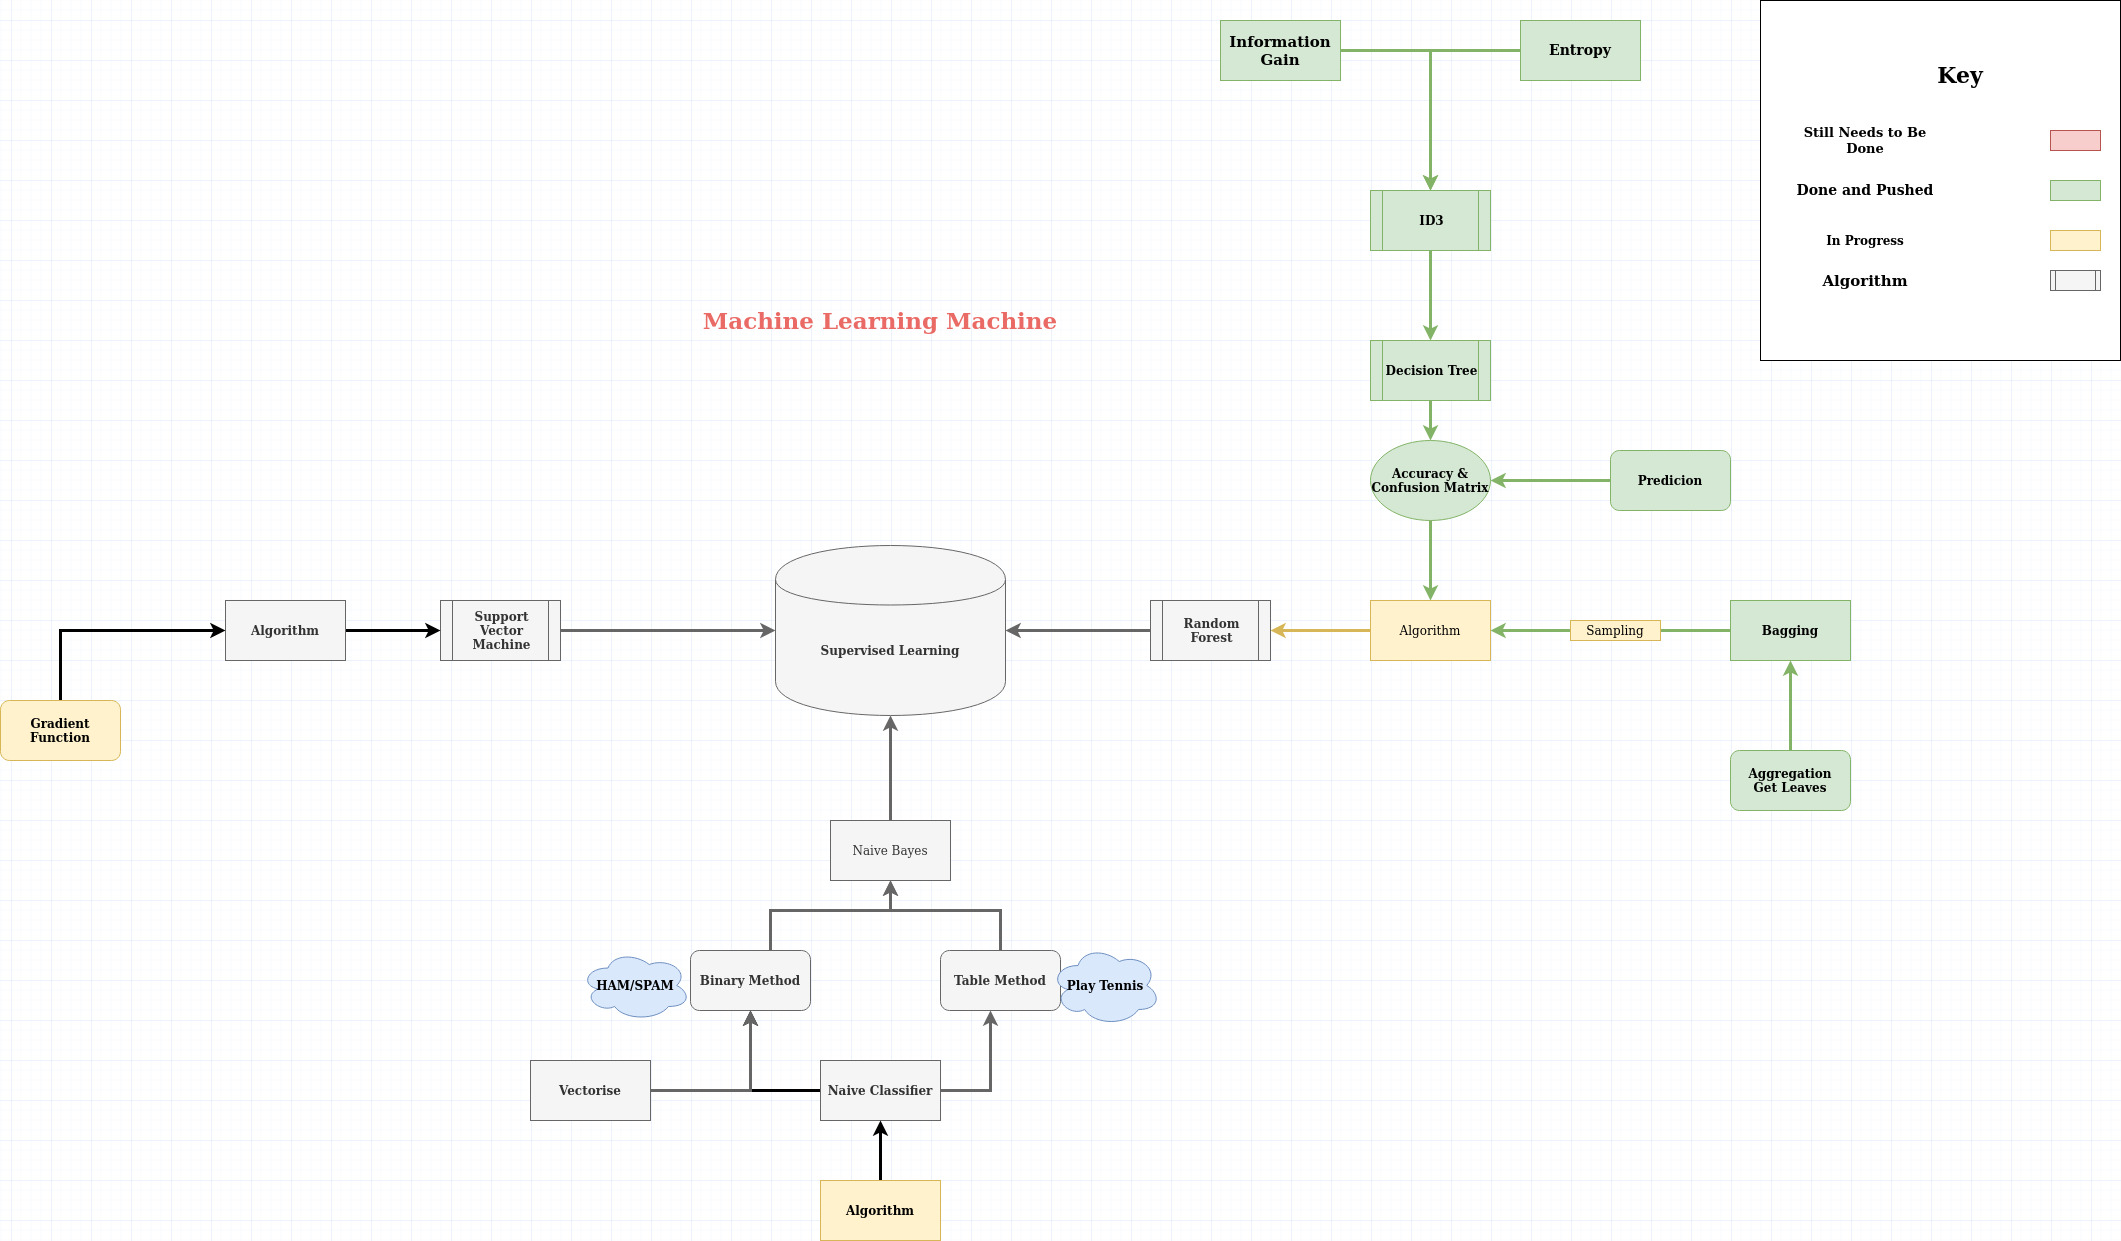 Information
Gain
Entropy
Key
Still Needs to Be
Done
Done and Pushed
In Progress
Algorithm
ID3
Machine Learning Machine
Decision Tree
Accuracy &
Confusion Matrix
Predicion
Algorithm
Support
Vector
Machine
Supervised Learning
Random
Forest
Algorithm
Sampling
Bagging
Gradient
Function
Aggregation
Get Leaves
Naive Bayes
HAM/SPAM
Binary Method
Table Method
Play Tennis
Vectorise
Naive Classifier
Algorithm